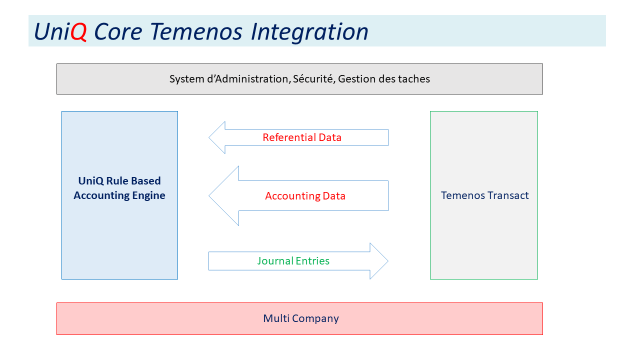 UniQ Core Temenos Integration
System d'Administration, Sécurité, Gestion des taches
Referential Data
UniQ Rule Based
Accounting Engine
Accounting Data
Temenos Transact
Journal Entries
Multi Company